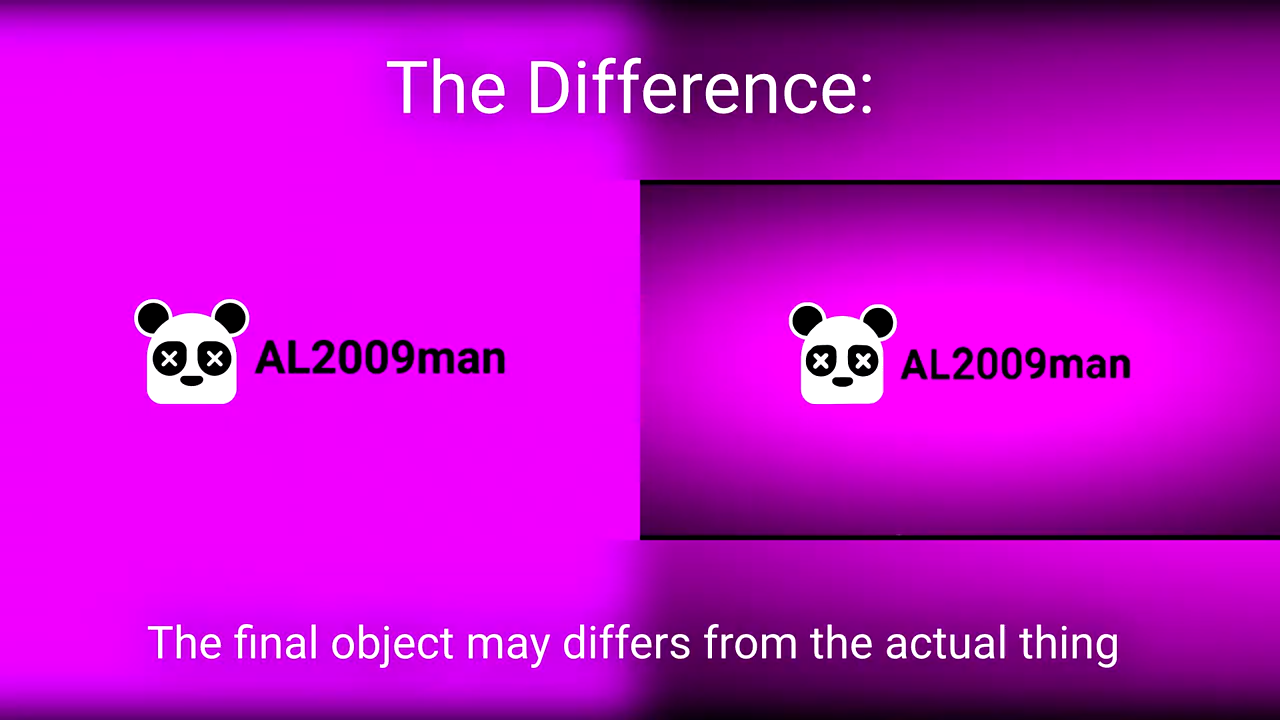 The Difference:
AL2009man
AL2009man
The final object may differs from the actual thing